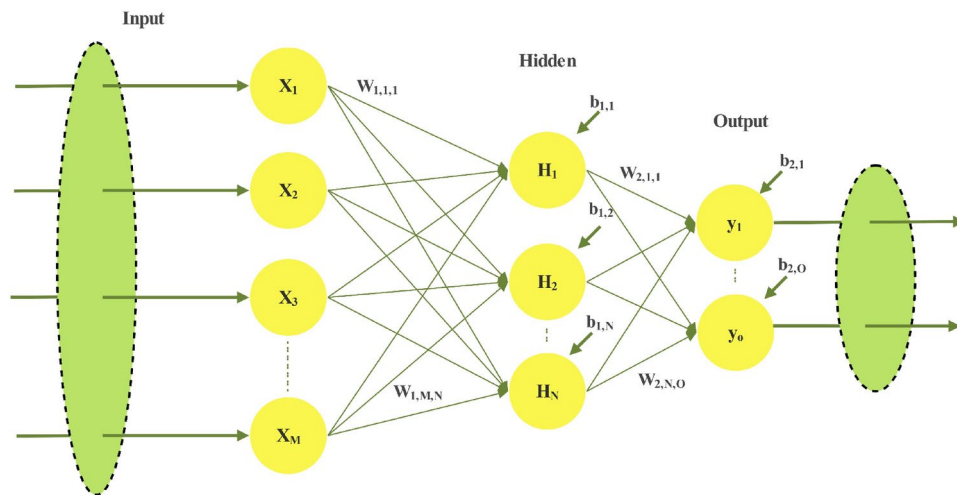 Input
Hidden
Output
X1
X2
X3
XM
W1,1,1
W1,M,N
b1,1
H1
b1,2
H2
b1,N
HN
W2,1,1
W2,N,O
b2,1
y1
b2,O
yo